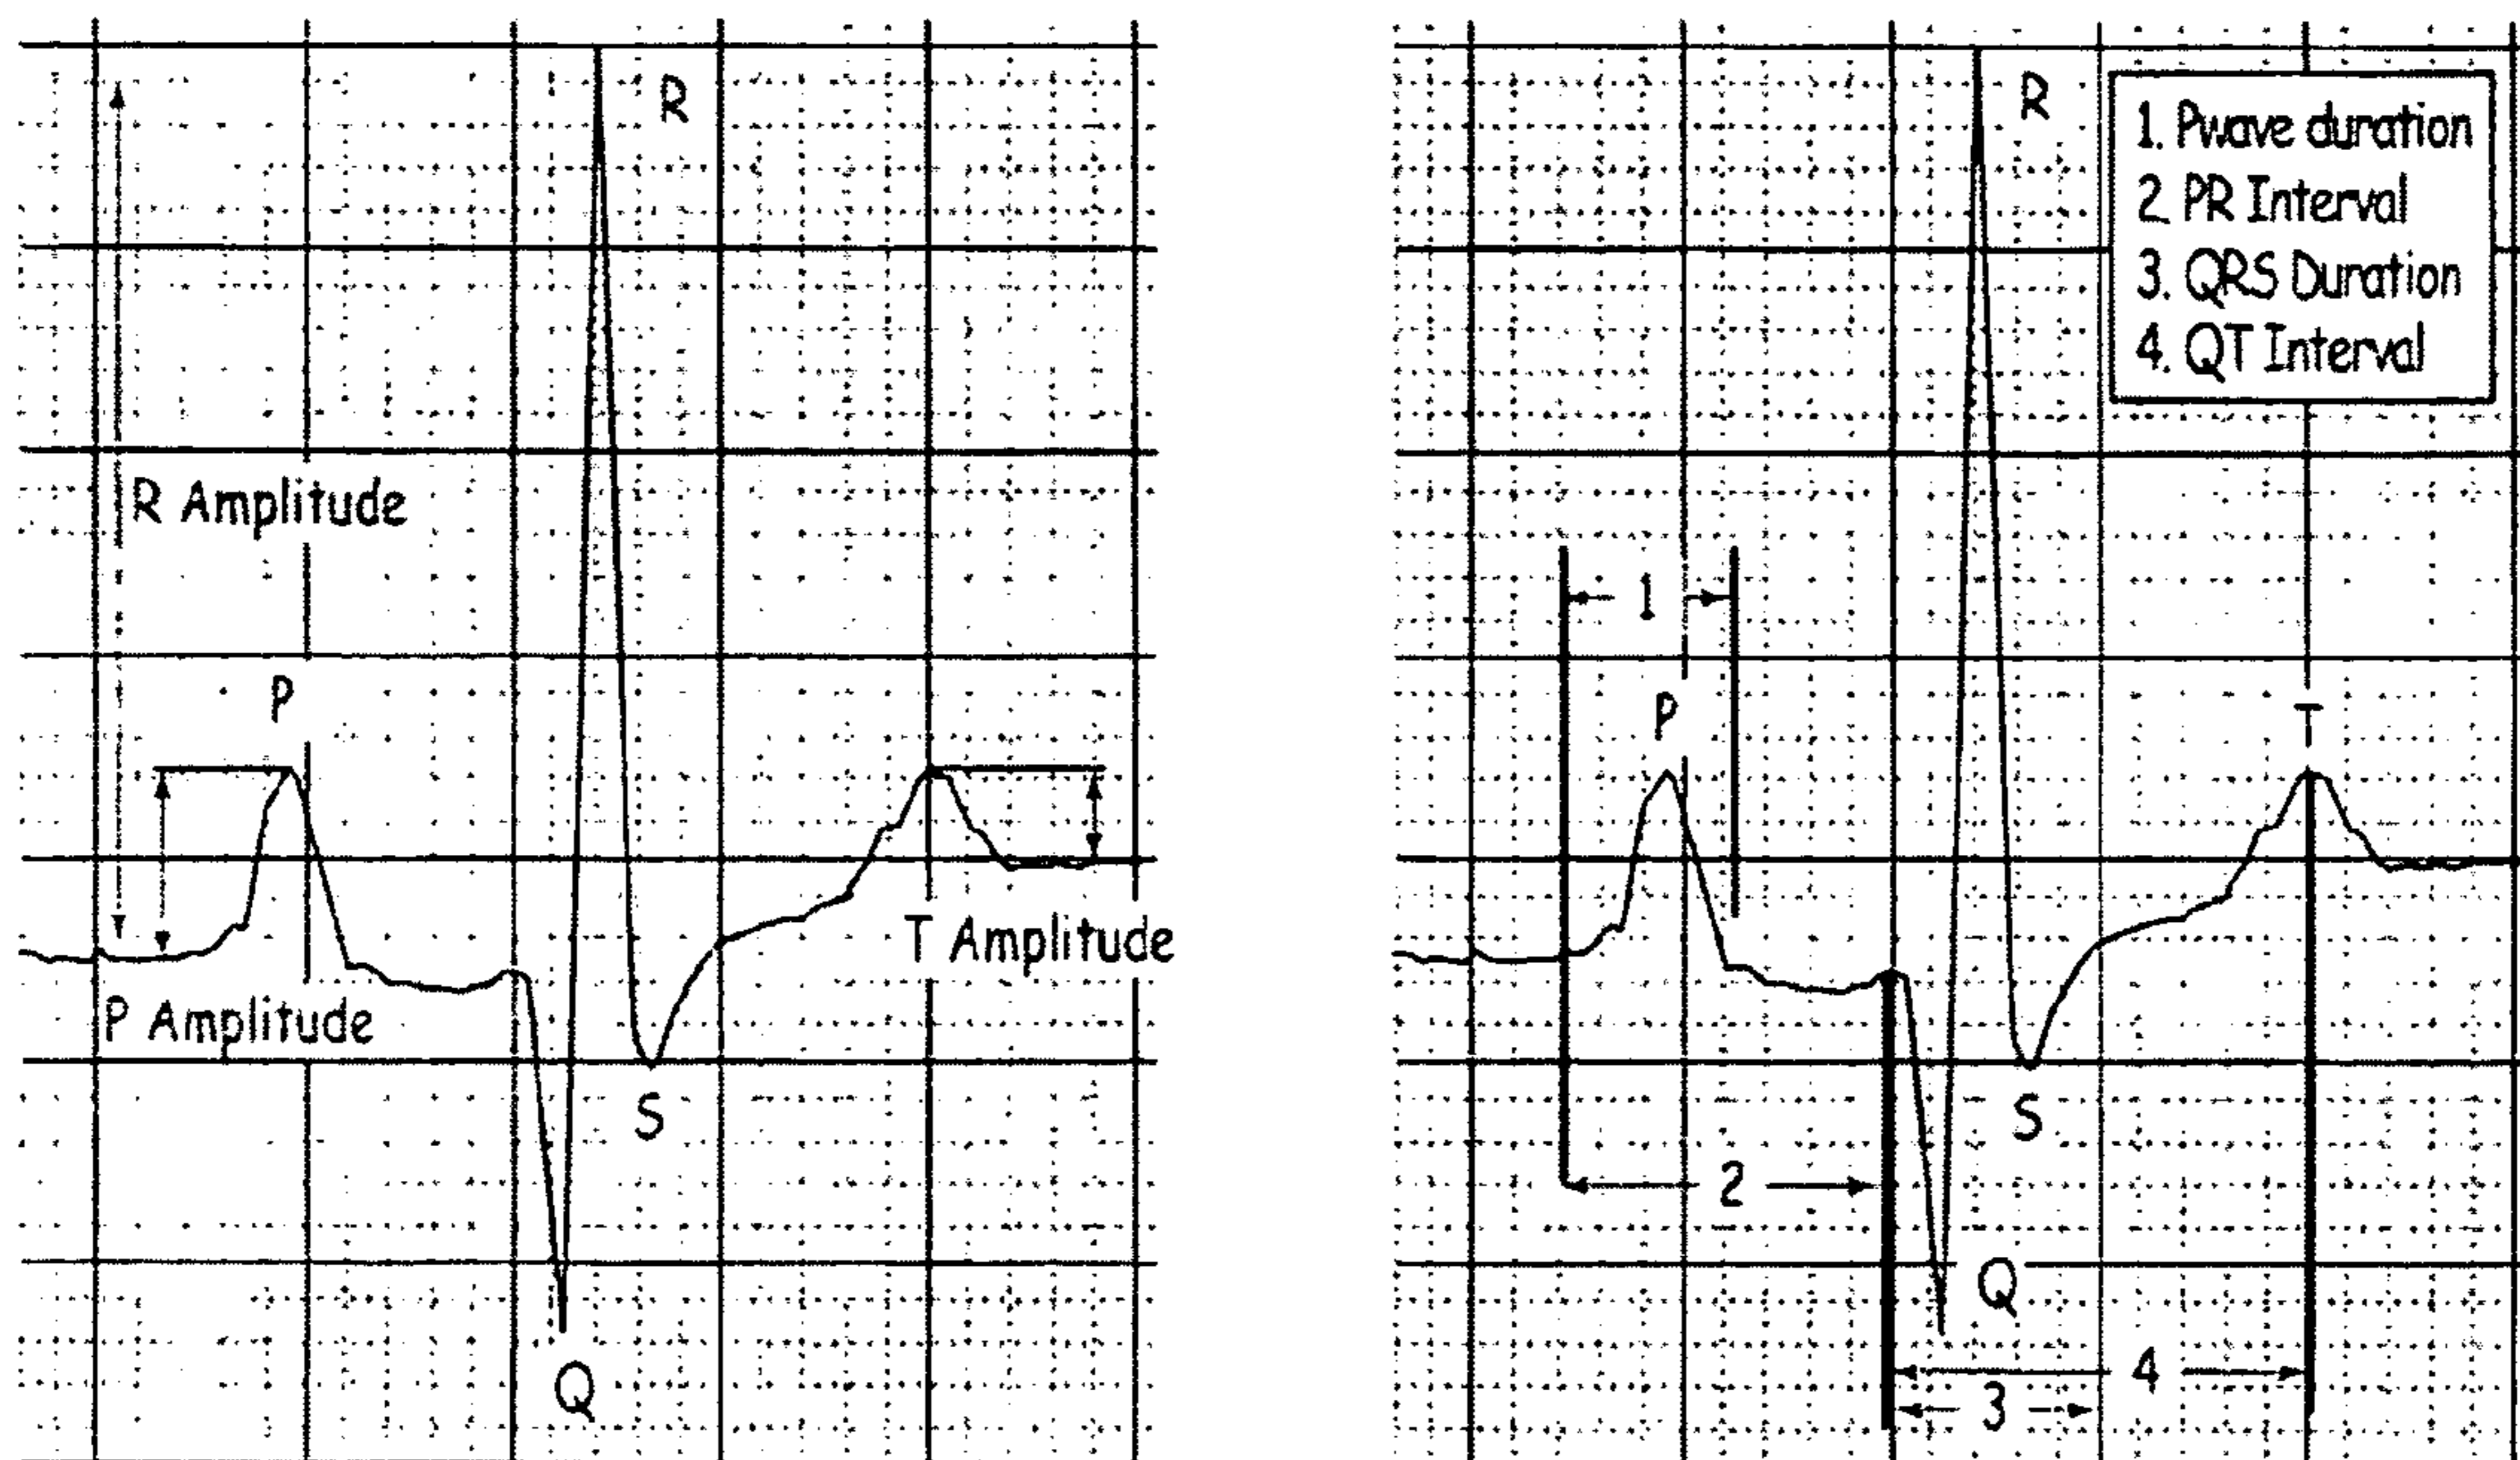 R
R Amplitude
P
T Amplitude
P Amplitude
S
Q
R
1. Pwave duration
2. PR Interval
3. QRS Duration
4. QT Interval
1
P
T
S
2
Q
4
3